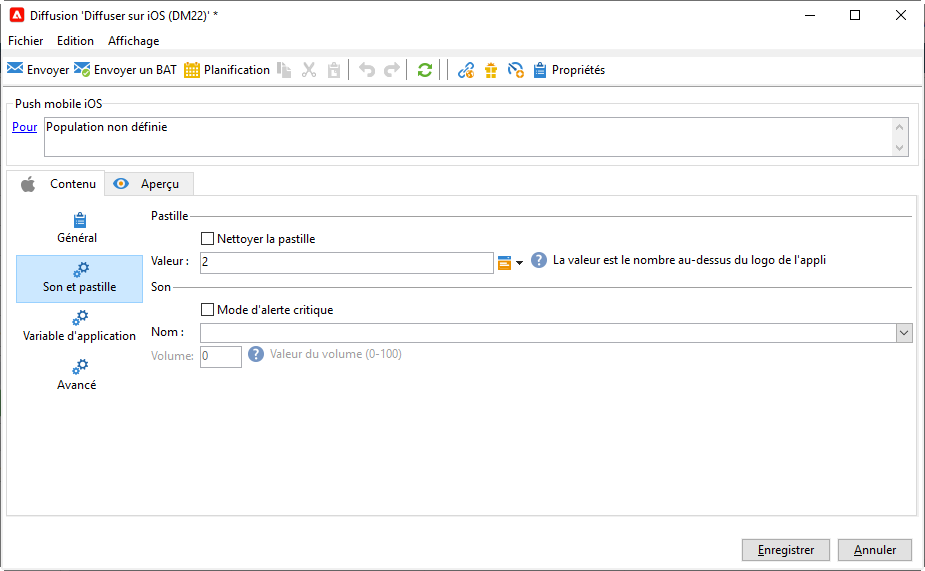 Diffusion 'Diffuser sur iOS (DM22)' *
Fichier Edition Affichage
Envoyer Envoyer un BAT Planification Propriétés
Push mobile iOS
Pour Population non définie
Contenu Aperçu
Pastille
Général
Nettoyer la pastille
Valeur : 2 La valeur est le nombre au-dessus du logo de l'appli
Son et pastille
Son
Mode d'alerte critique
Variable d'application
Nom :
Volume: 0 Valeur du volume (0-100)
Avancé
Enregistrer Annuler